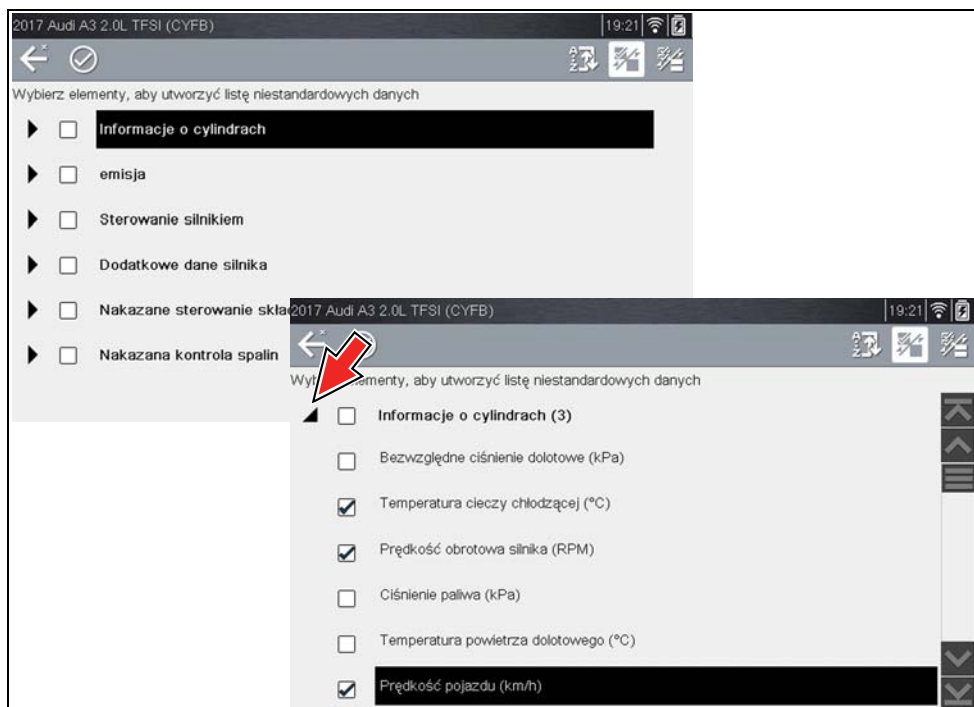 2017 Audi A3 2.0L TFSI (CYFB)
19:21
Wybierz elementy, aby utworzyć listę niestandardowych danych
Informacje o cylindrach
emisja
Sterowanie silnikiem
Dodatkowe dane silnika
Nakazane sterowanie
Nakazana kontrola spalin
2017 Audi A3 2.0L TFSI (CYFB)
19:21
elementy, aby utworzyć listę niestandardowych danych
Informacje o cylindrach (3)
Bezwzględne ciśnienie dolotowe (kPa)
Temperatura cieczy chłodzącej (°C)
Prędkość obrotowa silnika (RPM)
Ciśnienie paliwa (kPa)
Temperatura powietrza dolotowego (°C)
Prędkość pojazdu (km/h)